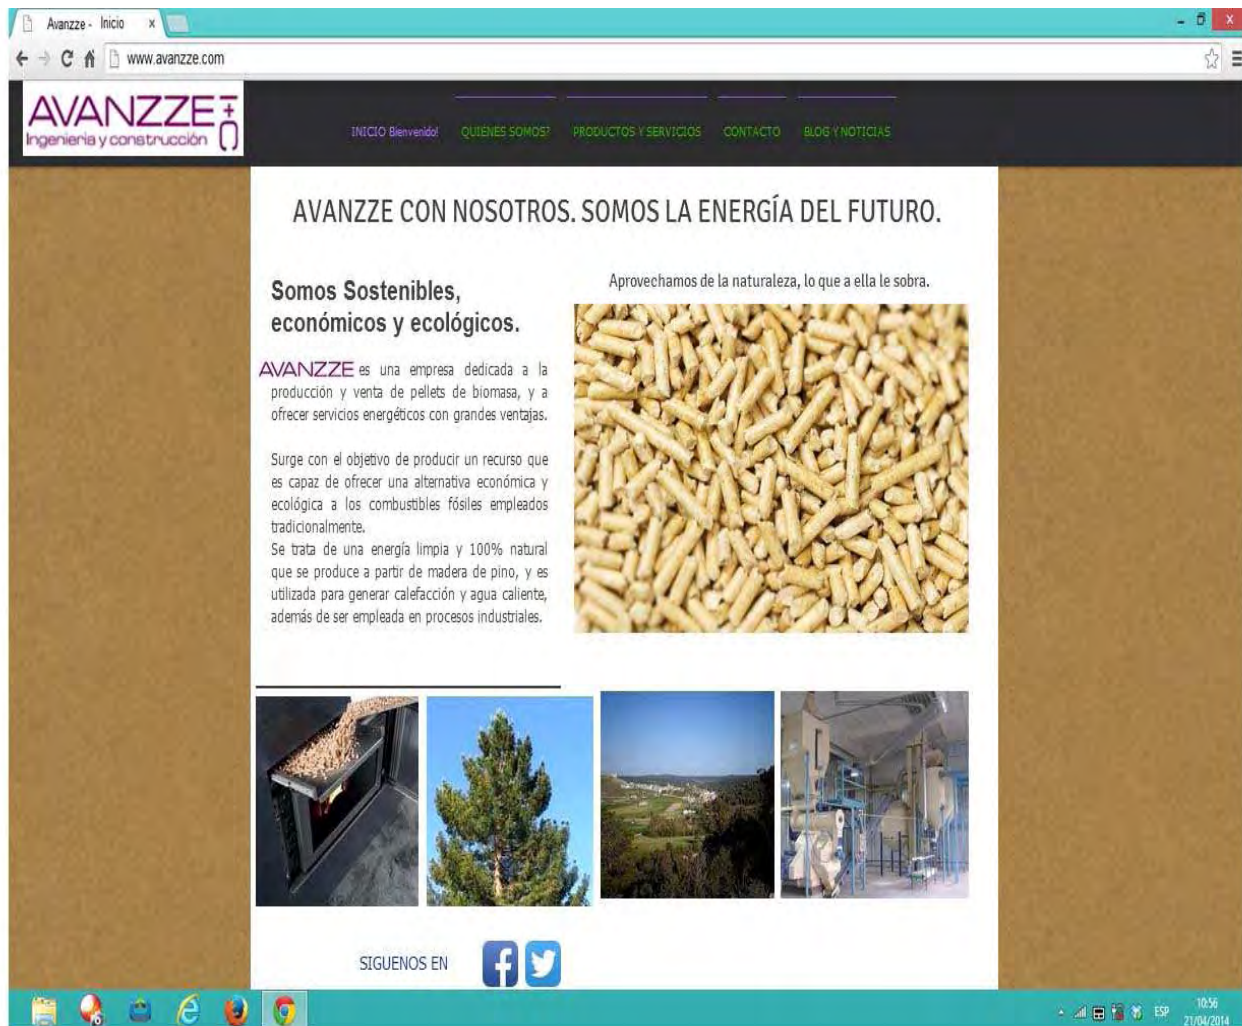 Avanzze - Inicio
www.avanzze.com
AVANZZE I+D
Ingenieria y construcción
INICIO Bienvenido! QUIENES SOMOS? PRODUCTOS Y SERVICIOS CONTACTO BLOG Y NOTICIAS
AVANZZE CON NOSOTROS. SOMOS LA ENERGÍA DEL FUTURO.
Somos Sostenibles,
económicos y ecológicos.
AVANZZE es una empresa dedicada a la
producción y venta de pellets de biomasa, y a
ofrecer servicios energéticos con grandes ventajas.
Surge con el objetivo de producir un recurso que
es capaz de ofrecer una alternativa económica y
ecológica a los combustibles fósiles empleados
tradicionalmente.
Se trata de una energía limpia y 100% natural
que se produce a partir de madera de pino, y es
utilizada para generar calefacción y agua caliente,
además de ser empleada en procesos industriales.
Aprovechamos de la naturaleza, lo que a ella le sobra.
SIGUENOS EN
ESP
10:56
21/04/2014